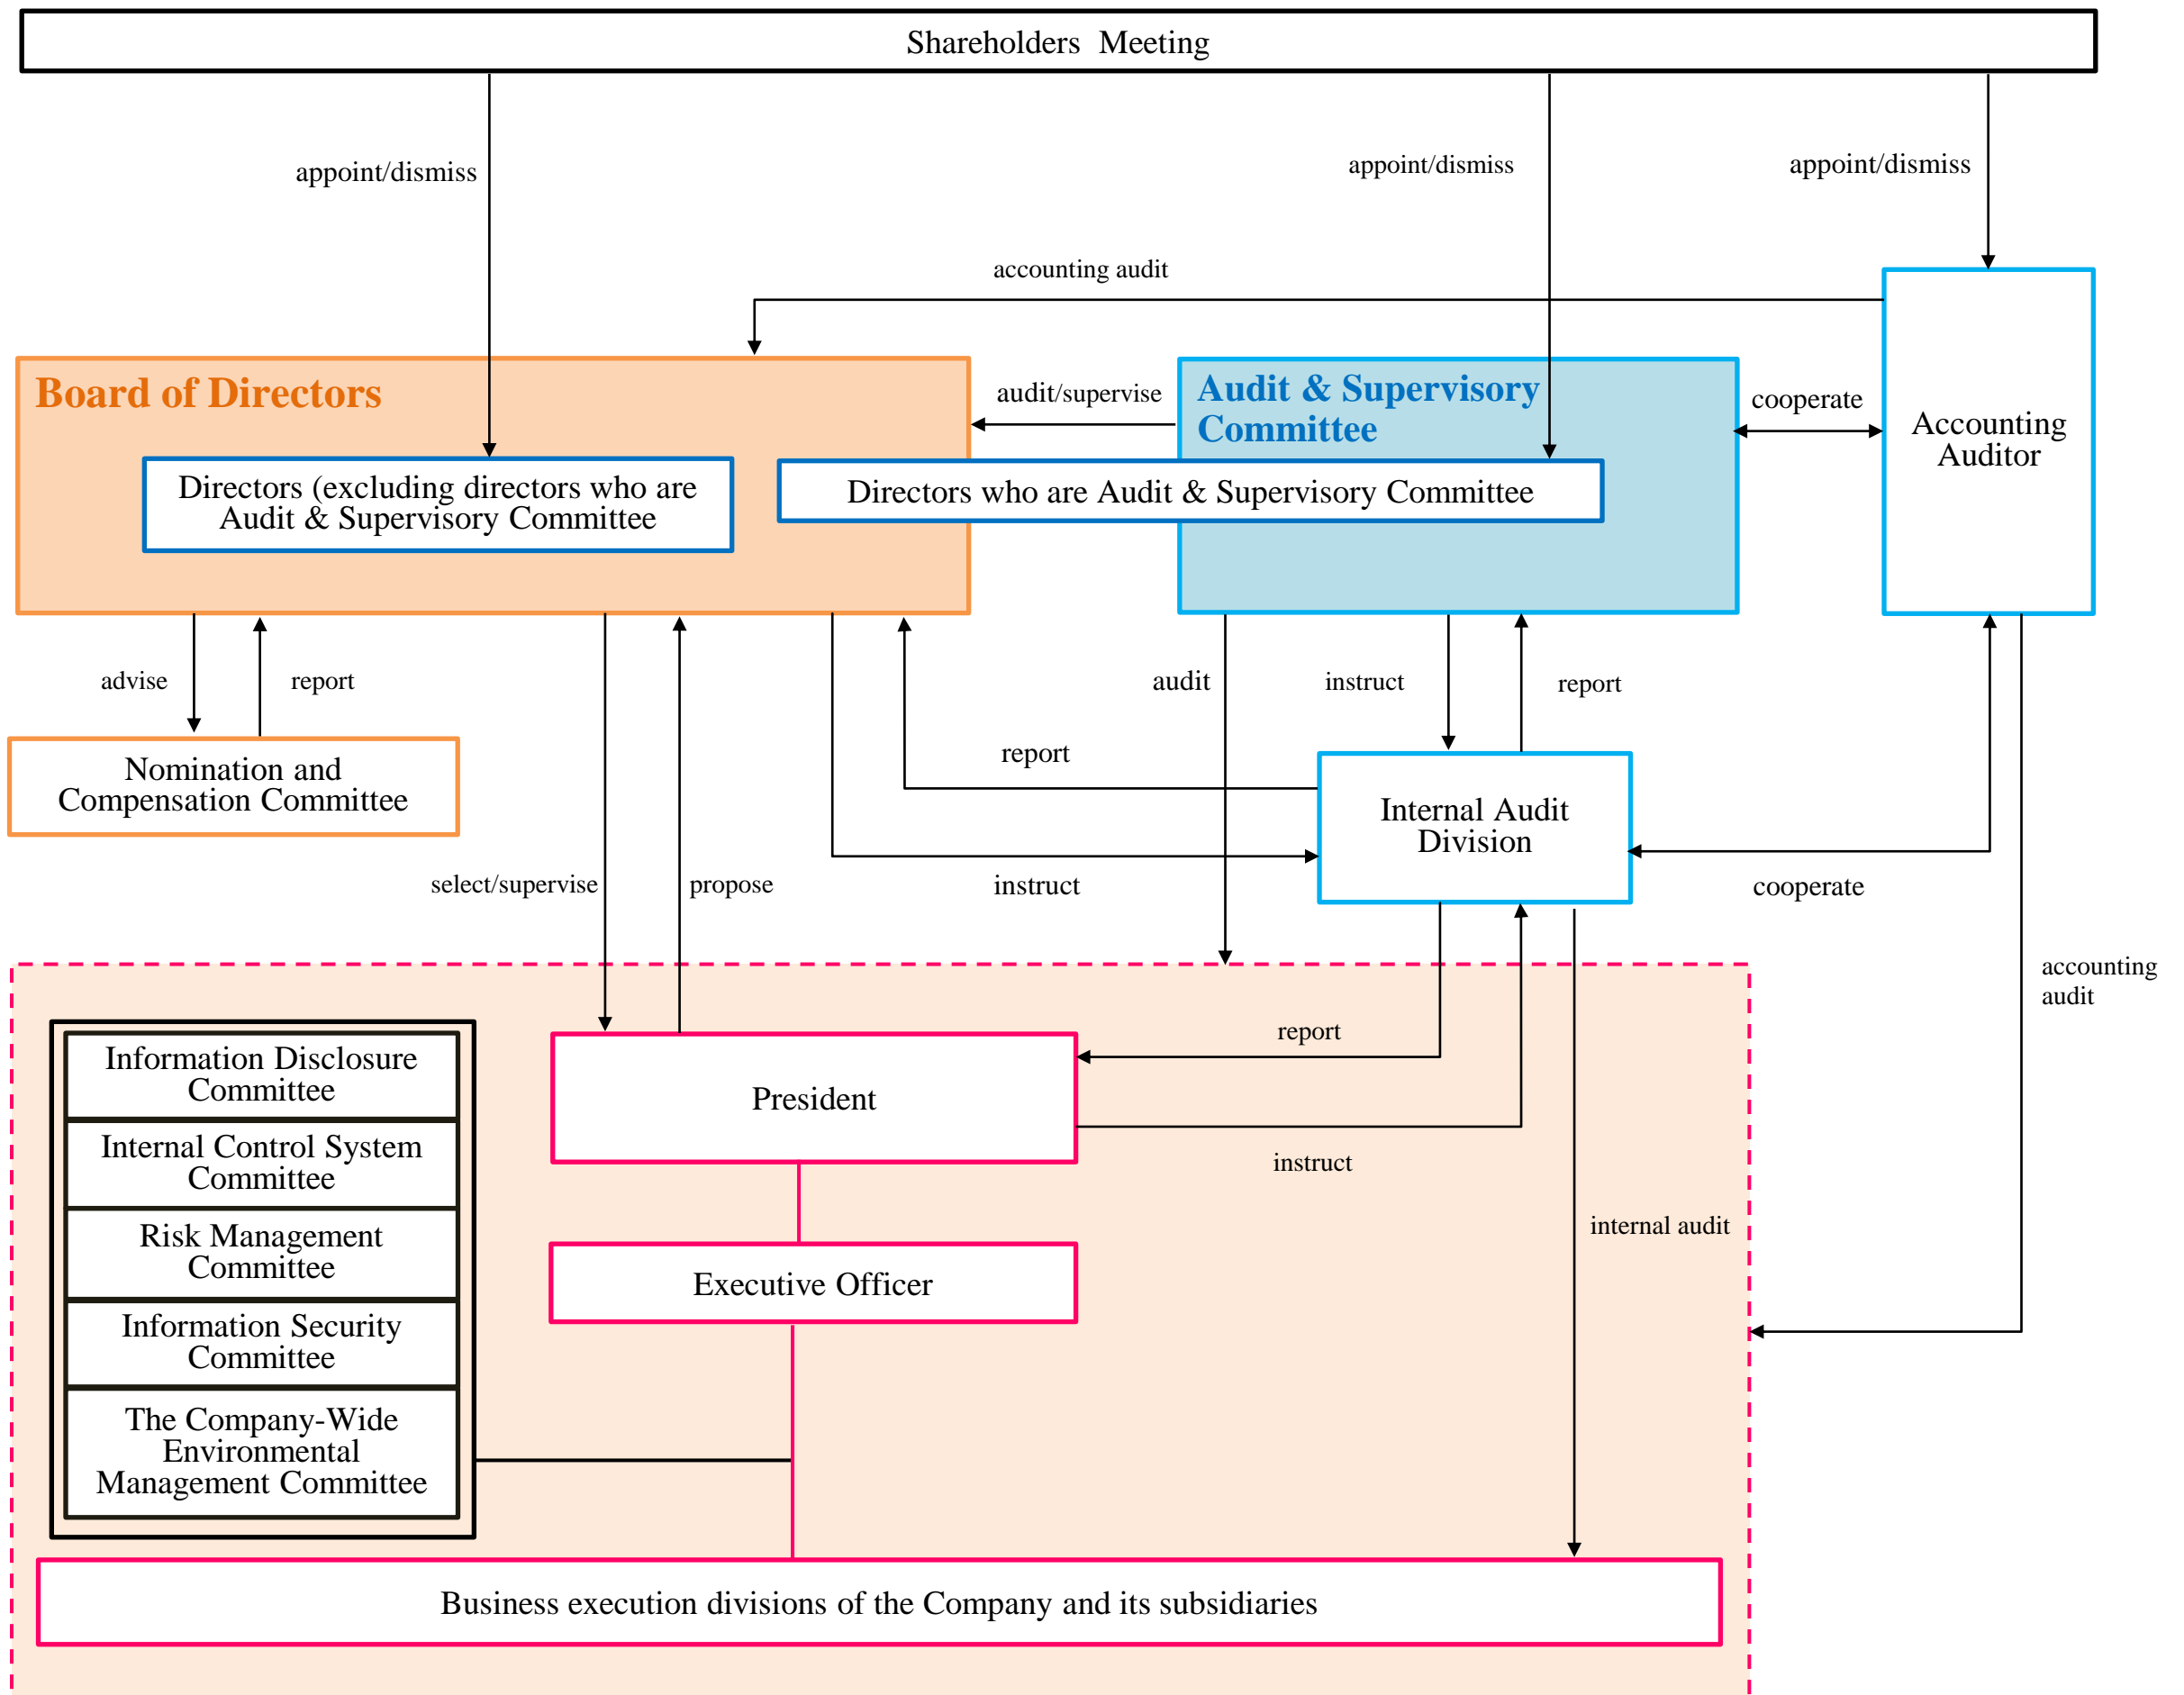 Shareholders Meeting
appoint/dismiss
appoint/dismiss
appoint/dismiss
accounting audit
Board of Directors
audit/supervise
Audit & Supervisory
Committee
cooperate
Accounting
Auditor
Directors (excluding directors who are
Audit & Supervisory Committee
Directors who are Audit & Supervisory Committee
advise
report
audit
instruct
report
report
Nomination and
Compensation Committee
Internal Audit
Division
select/supervise
propose
instruct
cooperate
accounting
audit
Information Disclosure
Committee
report
President
Internal Control System
Committee
instruct
Risk Management
Committee
internal audit
Executive Officer
Information Security
Committee
The Company-Wide
Environmental
Management Committee
Business execution divisions of the Company and its subsidiaries